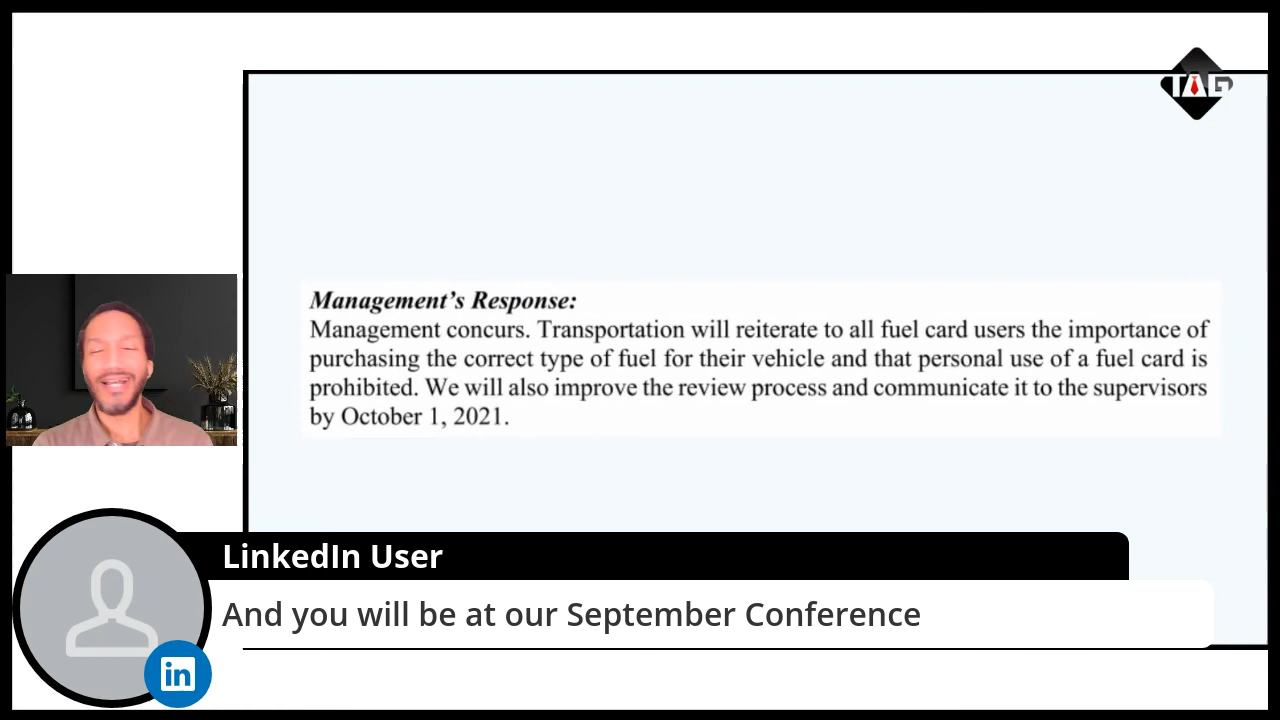 TAG
Management's Response:
Management concurs. Transportation will reiterate to all fuel card users the importance of
purchasing the correct type of fuel for their vehicle and that personal use of a fuel card is
prohibited. We will also improve the review process and communicate it to the supervisors
by October 1, 2021.
LinkedIn User
And you will be at our September Conference
in